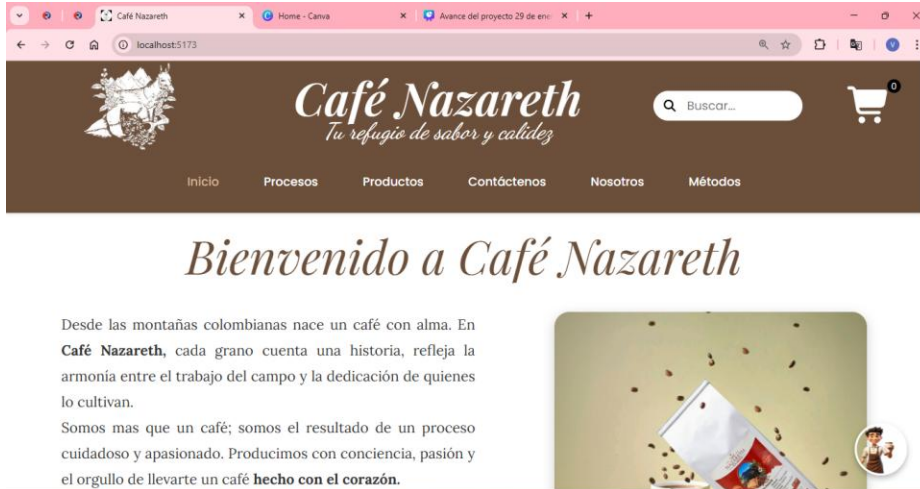 Café Nazareth
Home - Canva
Avance del proyecto 29 de ene
localhost:5173
V
Café Nazareth
Tu refugio de sabor y calidez
Buscar...
0
Inicio Procesos Productos Contáctenos Nosotros Métodos
Bienvenido a Café Nazareth
Desde las montañas colombianas nace un café con alma. En
Café Nazareth, cada grano cuenta una historia, refleja la
armonía entre el trabajo del campo y la dedicación de quienes
lo cultivan.
Somos mas que un café; somos el resultado de un proceso
cuidadoso y apasionado. Producimos con conciencia, pasión y
el orgullo de llevarte un café hecho con el corazón.